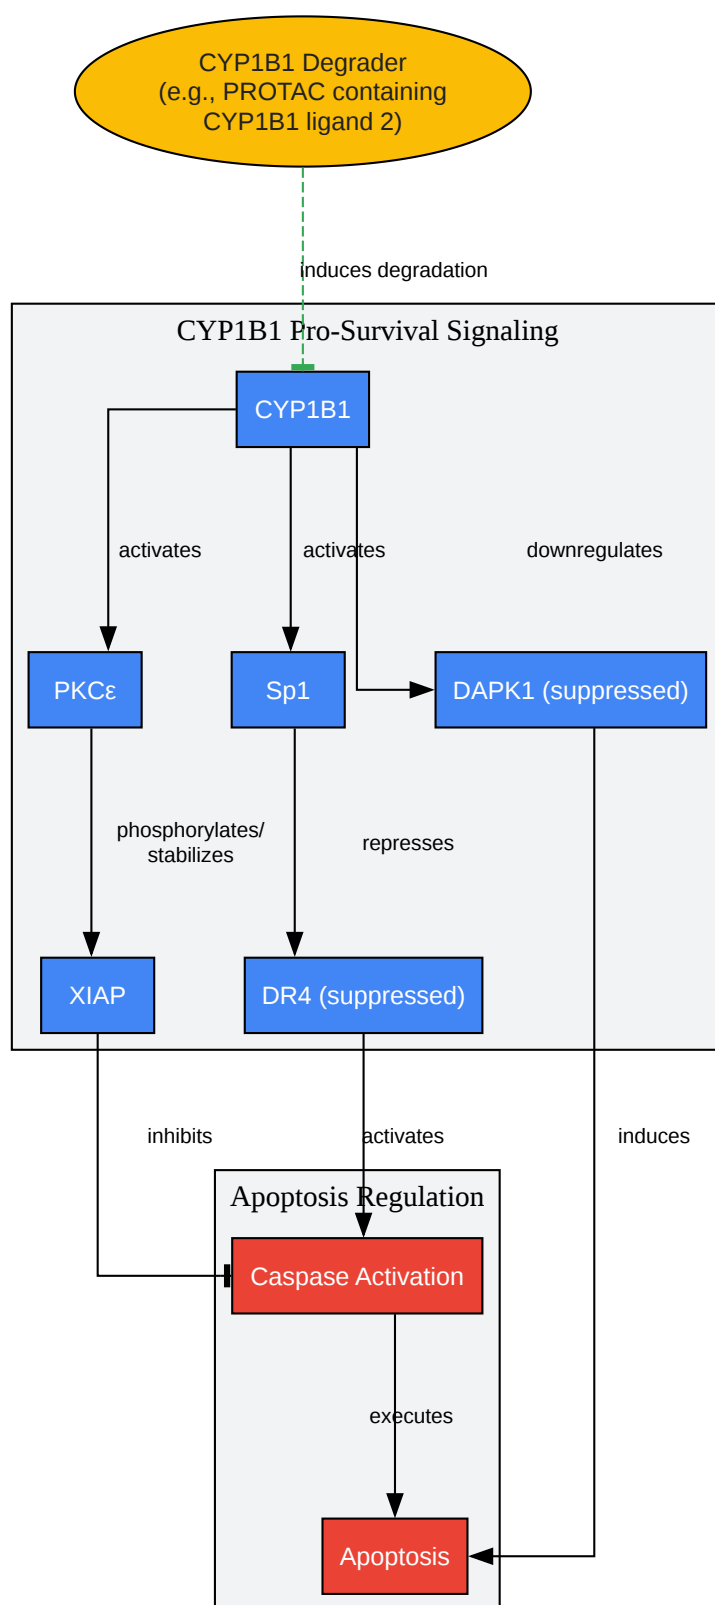 CYP1B1 Degrader
(e.g., PROTAC containing
CYP1B1 ligand 2)
induces degradation
CYP1B1 Pro-Survival Signaling
CYP1B1
activates
activates
downregulates
PKCε
Sp1
DAPK1 (suppressed)
phosphorylates/
stabilizes
represses
XIAP
DR4 (suppressed)
inhibits
activates
induces
Apoptosis Regulation
Caspase Activation
executes
Apoptosis